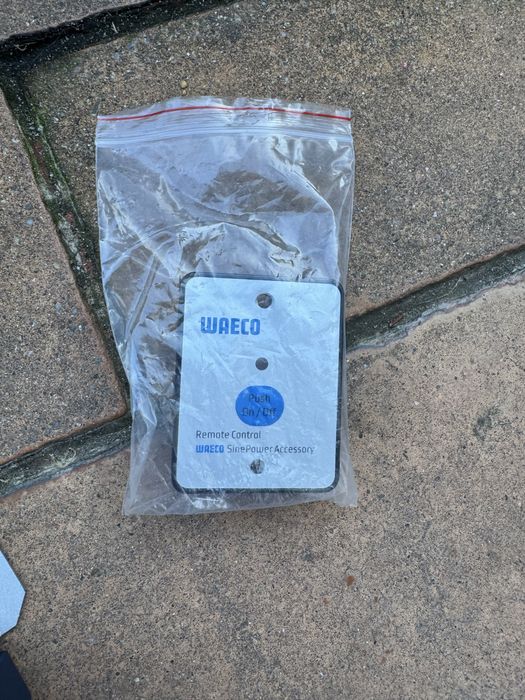 WAECO
Push
On / Off
Remote Control
WAECO SinePower Accessory